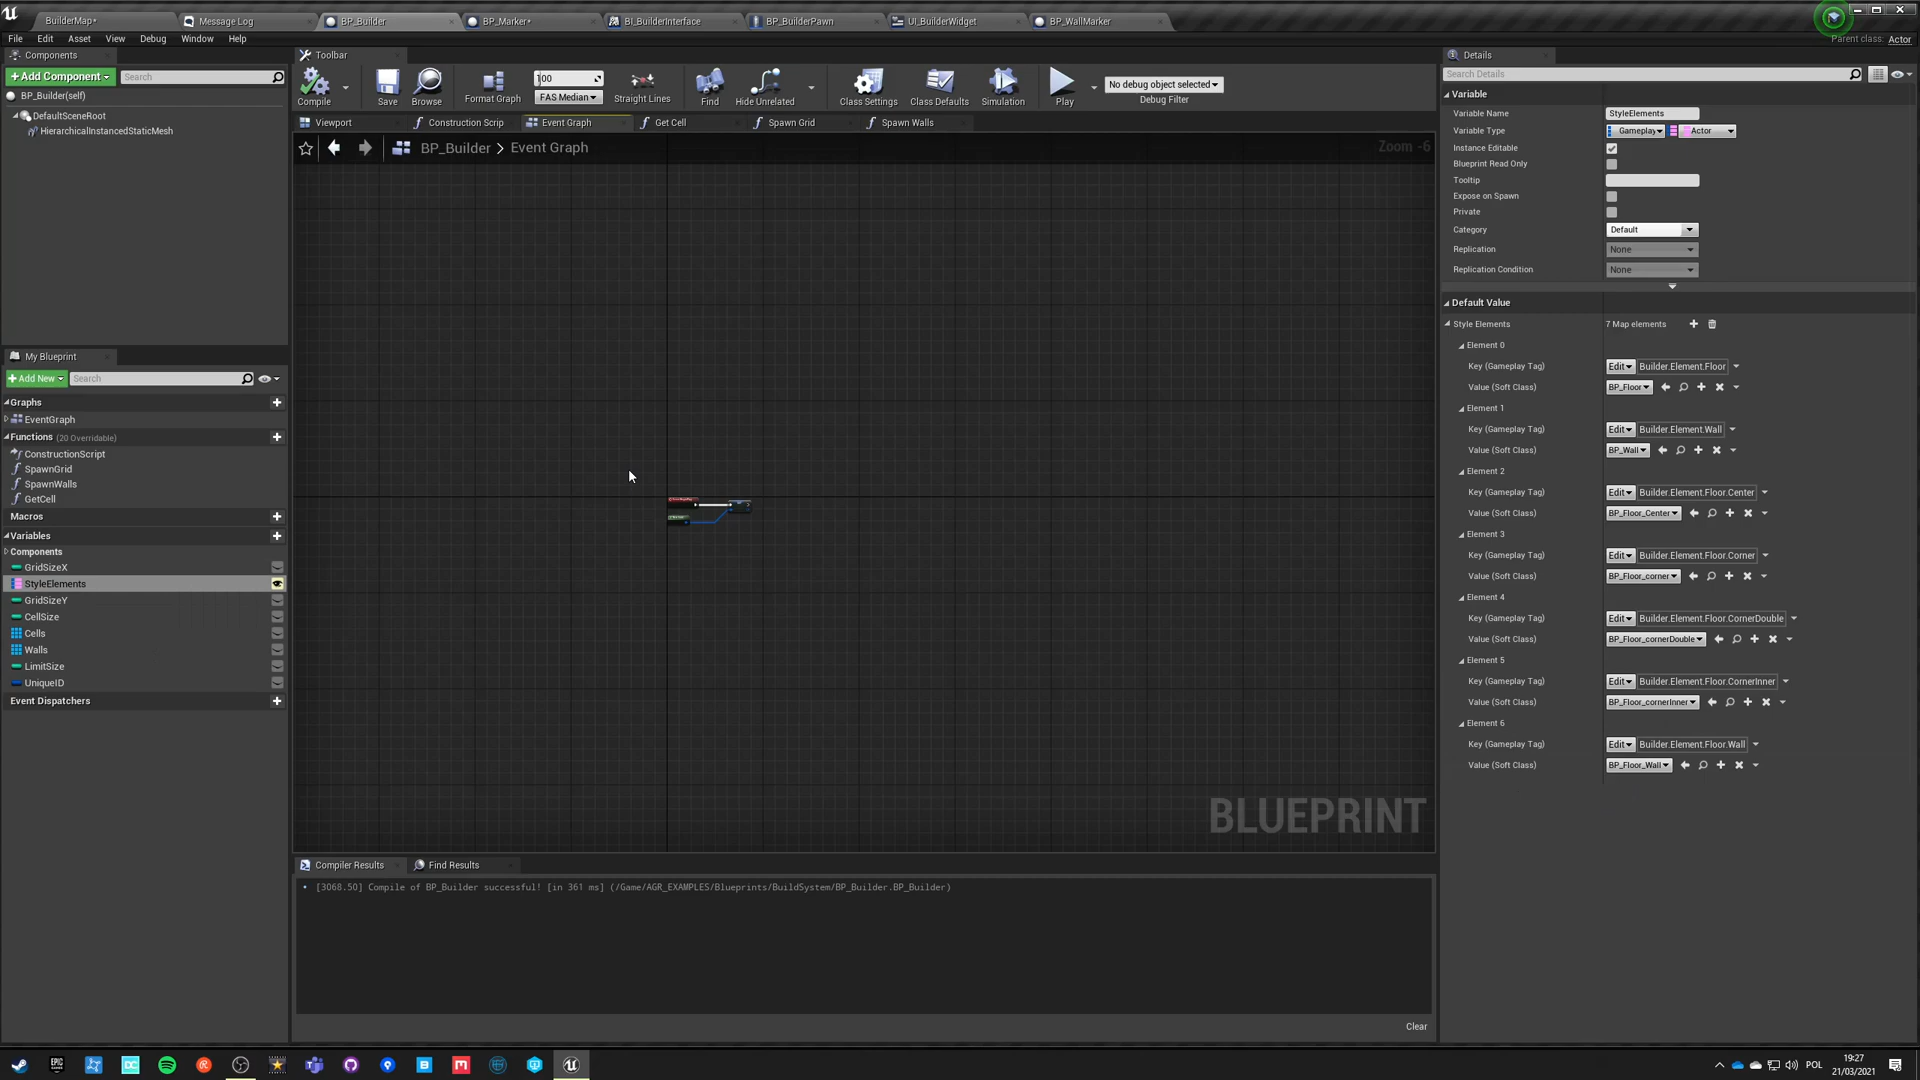 BuilderMap*
Message Log
BP_Builder
BP_Marker*
BI_BuilderInterface
BP_BuilderPawn
UI_BuilderWidget
BP_WallMarker
File Edit Asset View Debug Window Help
Parent class: Actor
Components
+Add Component
Search
BP_Builder(self)
DefaultSceneRoot
HierarchicalInstancedStaticMesh
Toolbar
Compile
Save
Browse
Format Graph
100
FAS Median
Straight Lines
Find
Hide Unrelated
Class Settings
Class Defaults
Simulation
Play
No debug object selected
Debug Filter
Viewport
Construction Scrip
Event Graph
Get Cell
Spawn Grid
Spawn Walls
BP_Builder > Event Graph
Zoom -6
BLUEPRINT
My Blueprint
+Add New
Search
Graphs
EventGraph
Functions (20 Overridable)
ConstructionScript
SpawnGrid
SpawnWalls
GetCell
Macros
Variables
Components
GridSizeX
StyleElements
GridSizeY
CellSize
Cells
Walls
LimitSize
UniqueID
Event Dispatchers
Compiler Results
Find Results
[3068.50] Compile of BP_Builder successful! [in 361 ms] (/Game/AGR_EXAMPLES/Blueprints/BuildSystem/BP_Builder.BP_Builder)
Clear
Details
Search Details
Variable
Variable Name StyleElements
Variable Type Gameplay Actor
Instance Editable
Blueprint Read Only
Tooltip
Expose on Spawn
Private
Category Default
Replication None
Replication Condition None
Default Value
Style Elements 7 Map elements
Element 0
Key (Gameplay Tag) Edit Builder.Element.Floor
Value (Soft Class) BP_Floor
Element 1
Key (Gameplay Tag) Edit Builder.Element.Wall
Value (Soft Class) BP_Wall
Element 2
Key (Gameplay Tag) Edit Builder.Element.Floor.Center
Value (Soft Class) BP_Floor_Center
Element 3
Key (Gameplay Tag) Edit Builder.Element.Floor.Corner
Value (Soft Class) BP_Floor_corner
Element 4
Key (Gameplay Tag) Edit Builder.Element.Floor.CornerDouble
Value (Soft Class) BP_Floor_cornerDouble
Element 5
Key (Gameplay Tag) Edit Builder.Element.Floor.CornerInner
Value (Soft Class) BP_Floor_cornerInner
Element 6
Key (Gameplay Tag) Edit Builder.Element.Floor.Wall
Value (Soft Class) BP_Floor_Wall
POL
19:27
21/03/2021